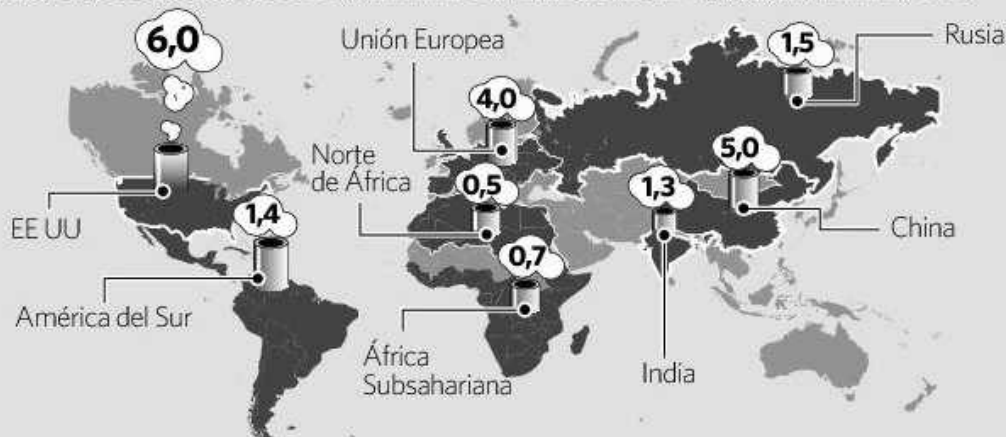 6,0
Unión Europea
1,5
Rusia
4,0
Norte
de África
0,5
1,3
5,0
EE UU
1,4
China
0,7
América del Sur
África
Subsahariana
India